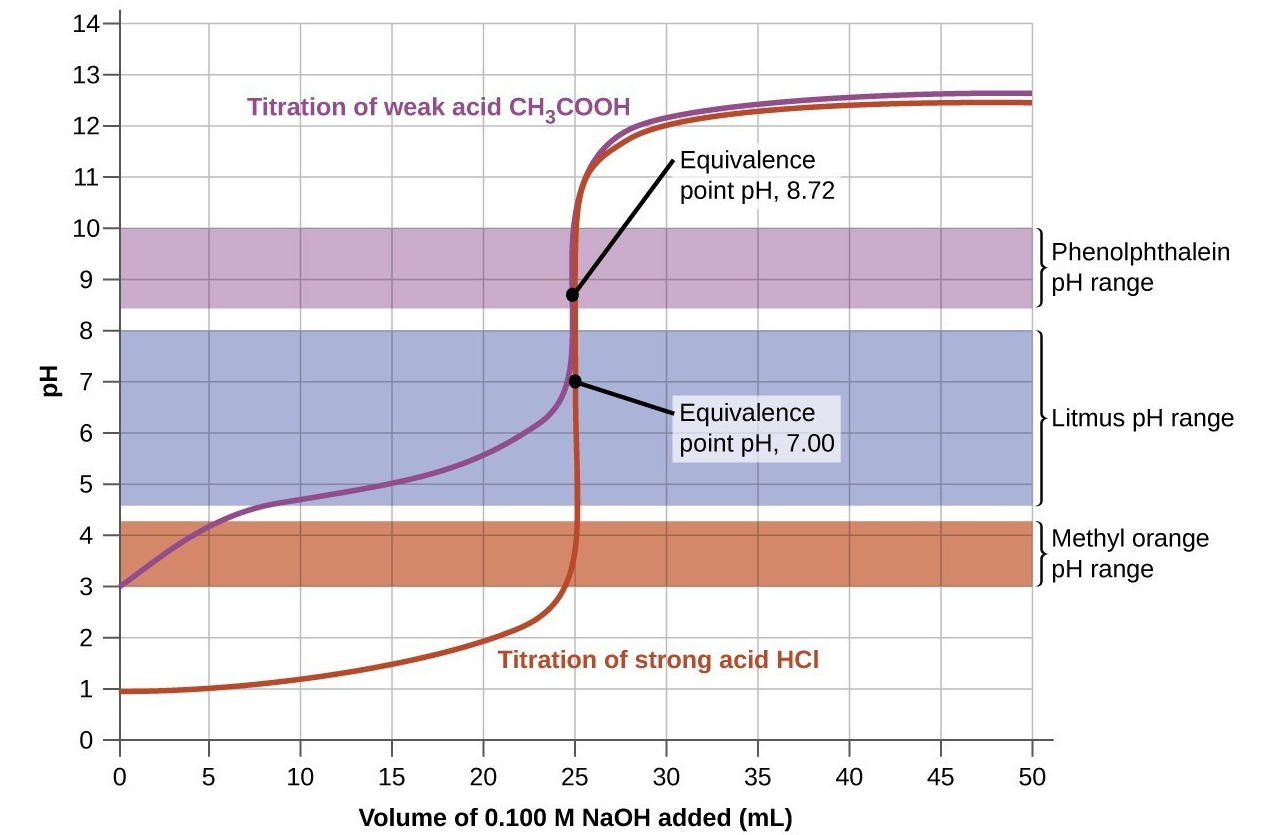 14
13
12
11
10
9
8
7
6
5
4
3
2
1
0
pH
Titration of weak acid CH₃COOH
Equivalence
point pH, 8.72
Equivalence
point pH, 7.00
Titration of strong acid HCl
Phenolphthalein
pH range
Litmus pH range
Methyl orange
pH range
0 5 10 15 20 25 30 35 40 45 50
Volume of 0.100 M NaOH added (mL)